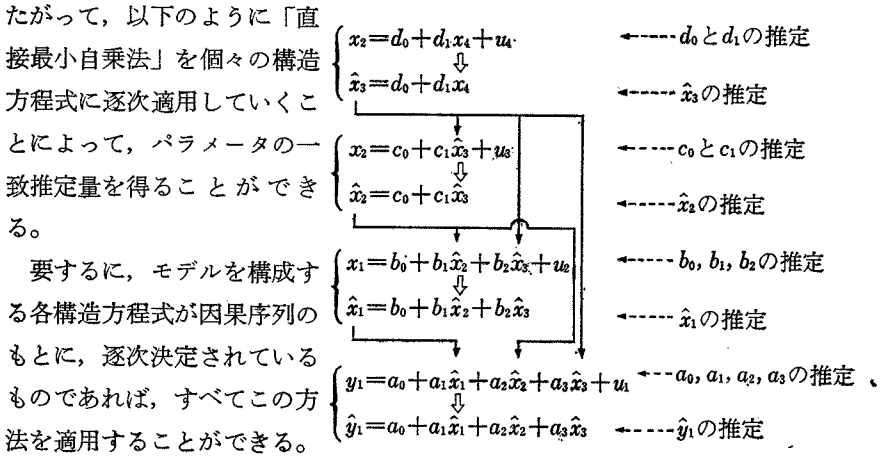 たがって，以下のように「直
接最小自乗法」を個々の構造
方程式に逐次適用していくこ
とによって，パラメータの一
致推定量を得ることができ
る。
要するに，モデルを構成す
る各構造方程式が因果序列の
もとに，逐次決定されている
ものであれば，すべてこの方
法を適用することができる。
x₂=d₀+d₁x₄+u₄ d₀とd₁の推定
x̂₃=d₀+d₁x₄ x̂₃の推定
x₂=c₀+c₁x̂₃+u₃ c₀とc₁の推定
x̂₂=c₀+c₁x̂₃ x̂₂の推定
x₁=b₀+b₁x̂₂+b₂x̂₃+u₂ b₀, b₁, b₂の推定
x̂₁=b₀+b₁x̂₂+b₂x̂₃ x̂₁の推定
y₁=a₀+a₁x̂₁+a₂x̂₂+a₃x̂₃+u₁ a₀, a₁, a₂, a₃の推定
ŷ₁=a₀+a₁x̂₁+a₂x̂₂+a₃x̂₃ ŷ₁の推定